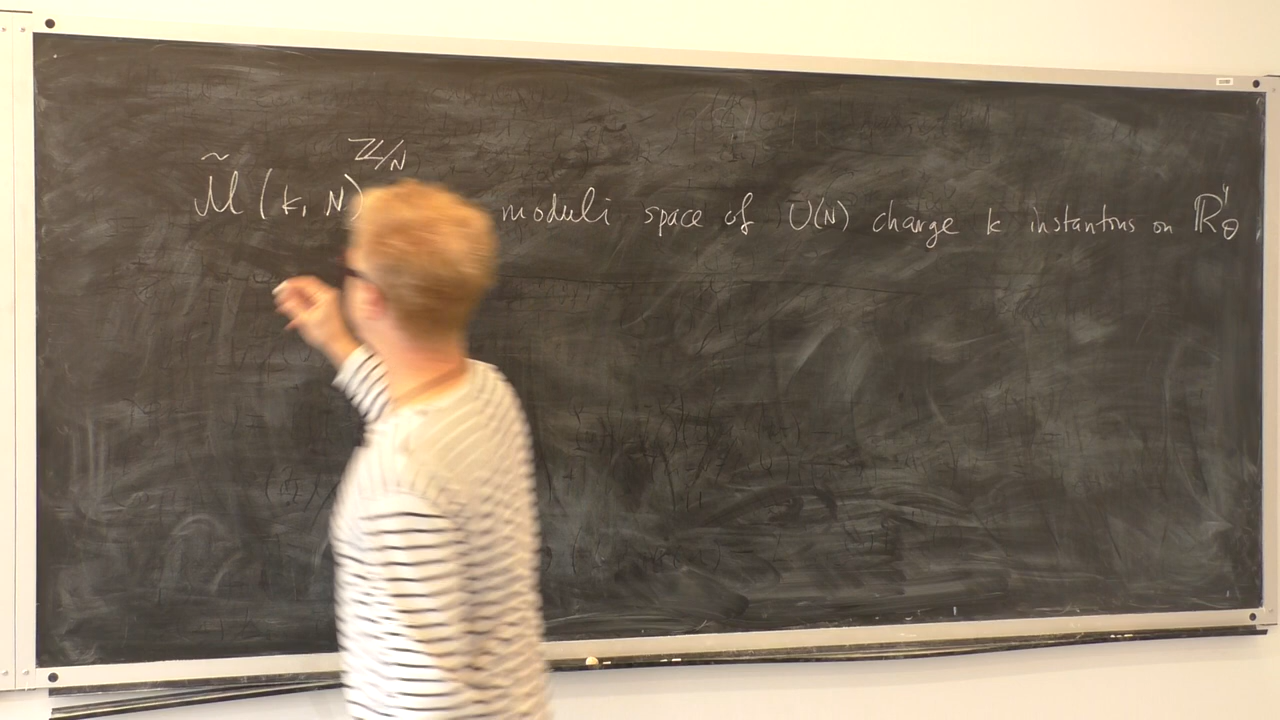 M̃(k, N)^{Z/N} moduli space of U(N) charge k instantons on ℝ⁴_θ